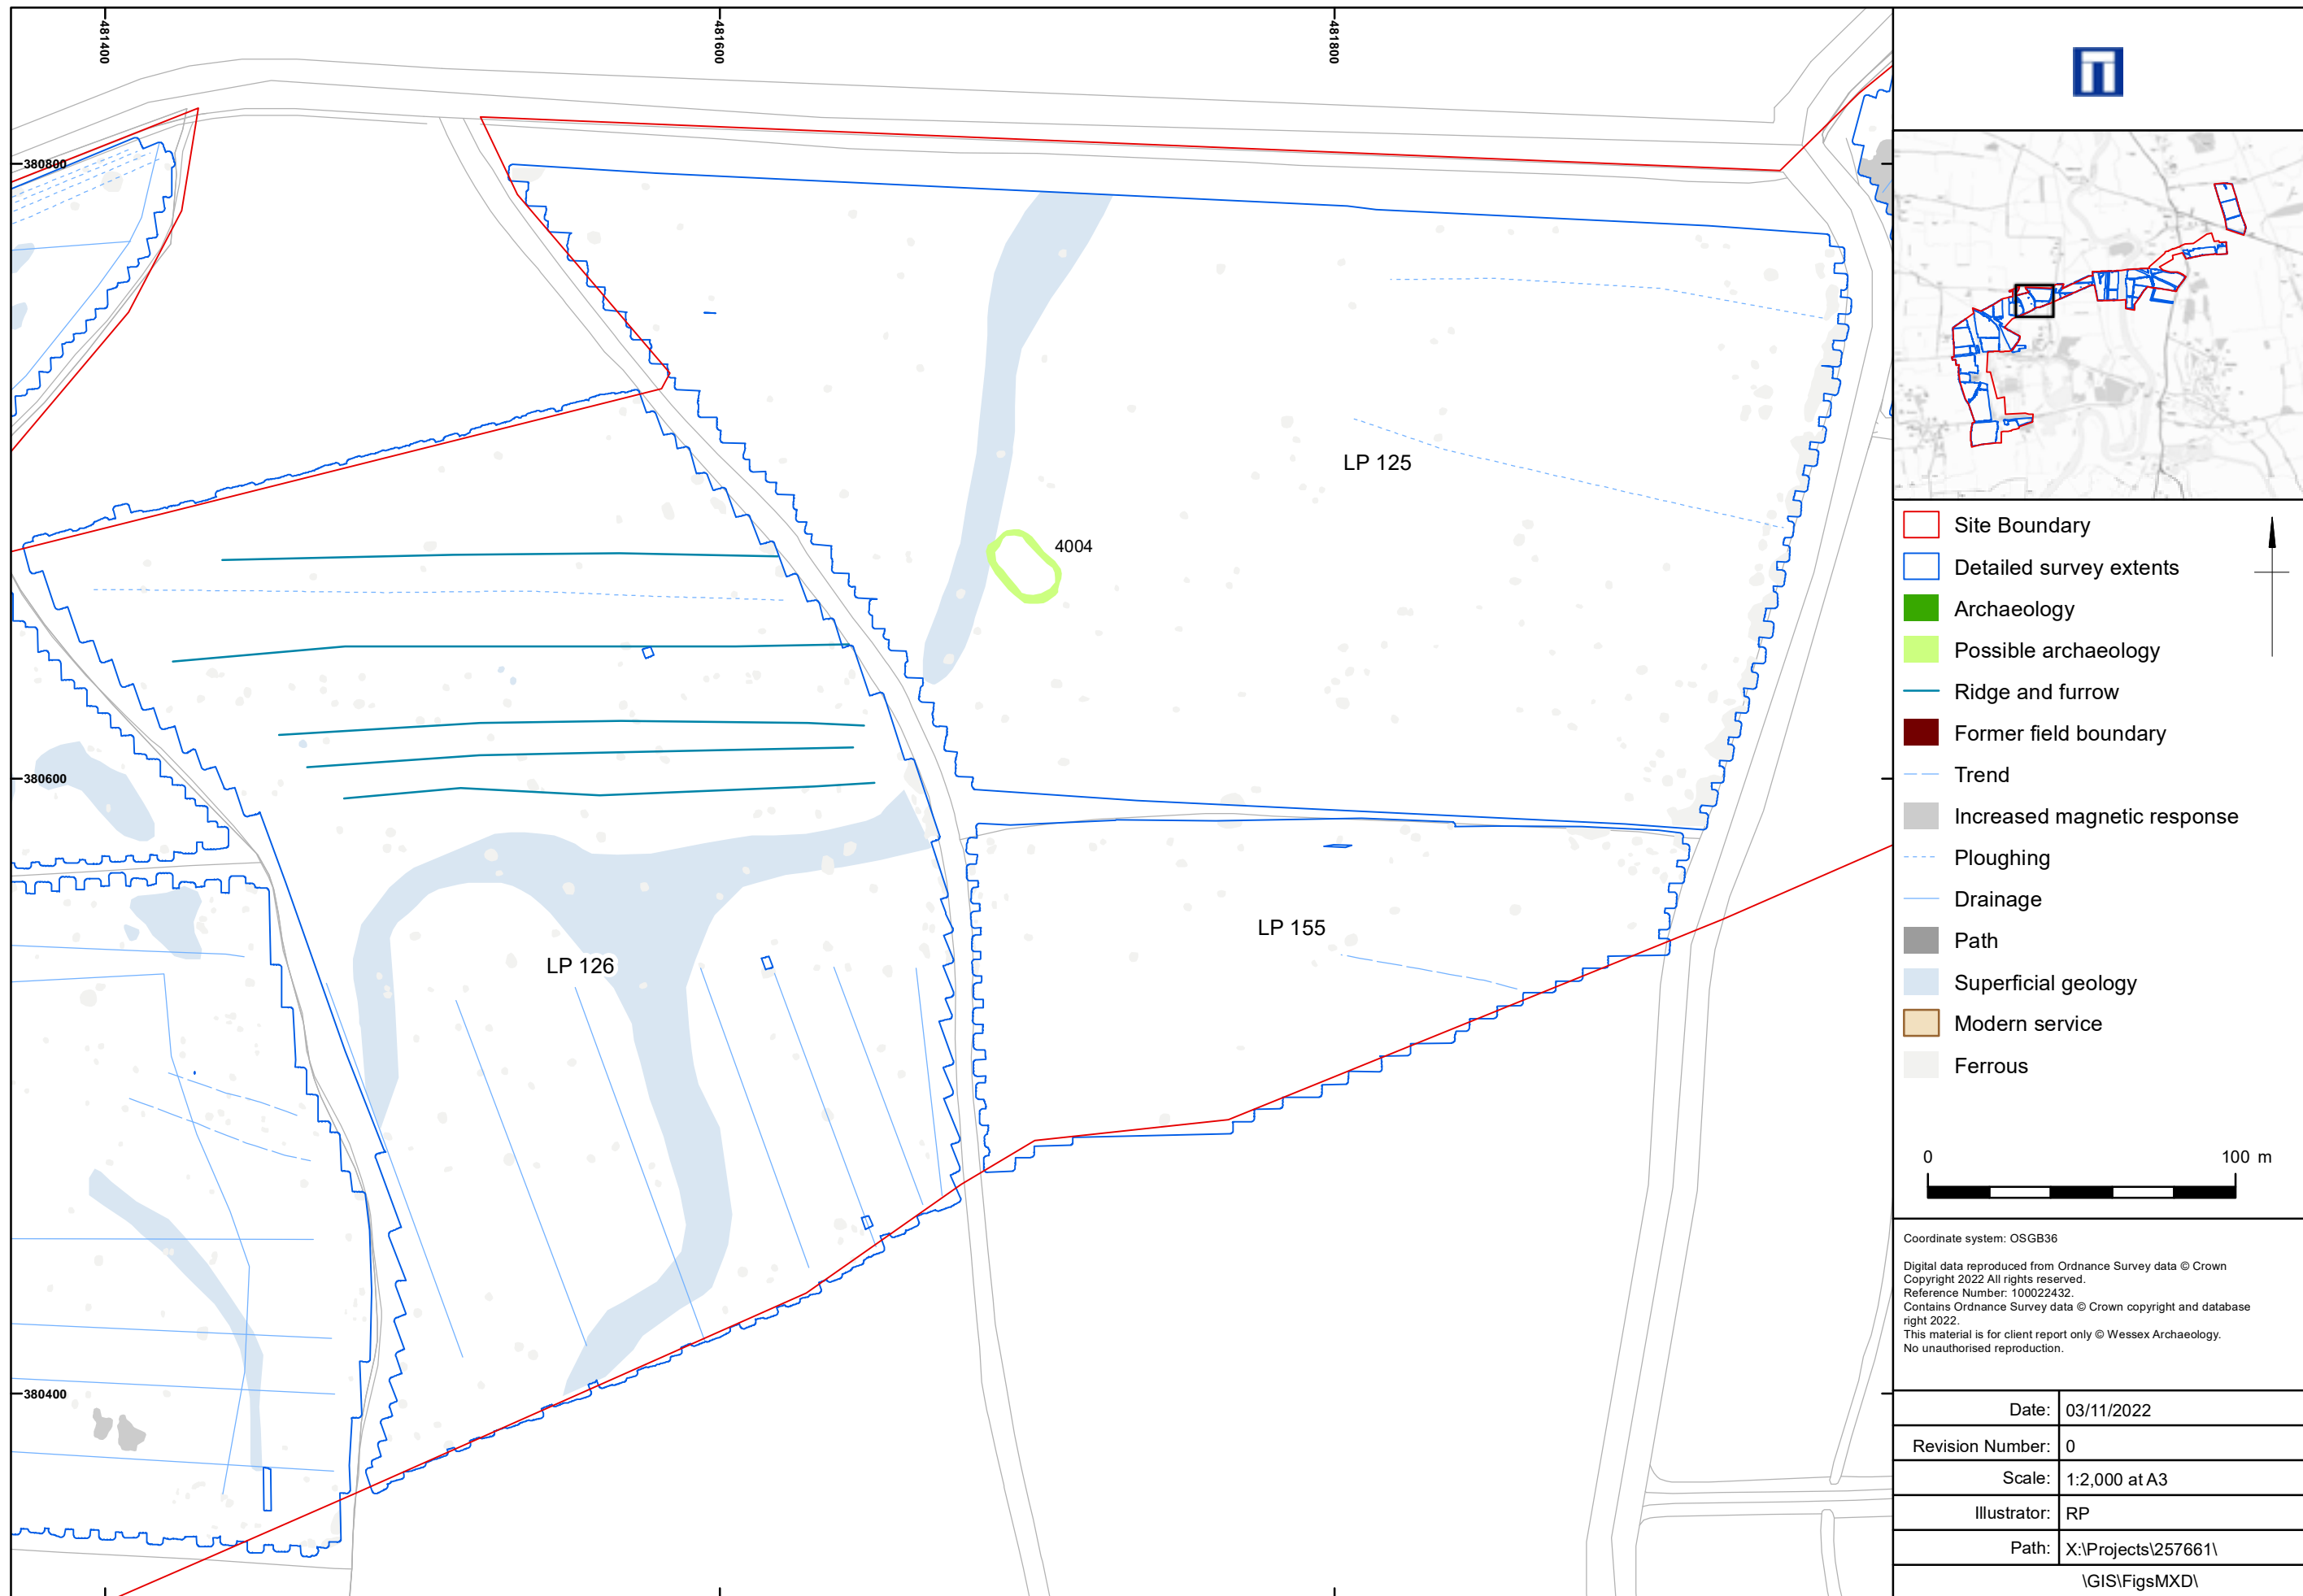 481400
481600
481800
380800
380600
380400
LP 125
4004
LP 155
LP 126
Site Boundary
Detailed survey extents
Archaeology
Possible archaeology
Ridge and furrow
Former field boundary
Trend
Increased magnetic response
Ploughing
Drainage
Path
Superficial geology
Modern service
Ferrous
0 100 m
Coordinate system: OSGB36
Digital data reproduced from Ordnance Survey data © Crown
Copyright 2022 All rights reserved.
Reference Number: 100022432.
Contains Ordnance Survey data © Crown copyright and database
right 2022.
This material is for client report only © Wessex Archaeology.
No unauthorised reproduction.
Date: 03/11/2022
Revision Number: 0
Scale: 1:2,000 at A3
Illustrator: RP
Path: X:\Projects\257661\
\GIS\FigsMXD\